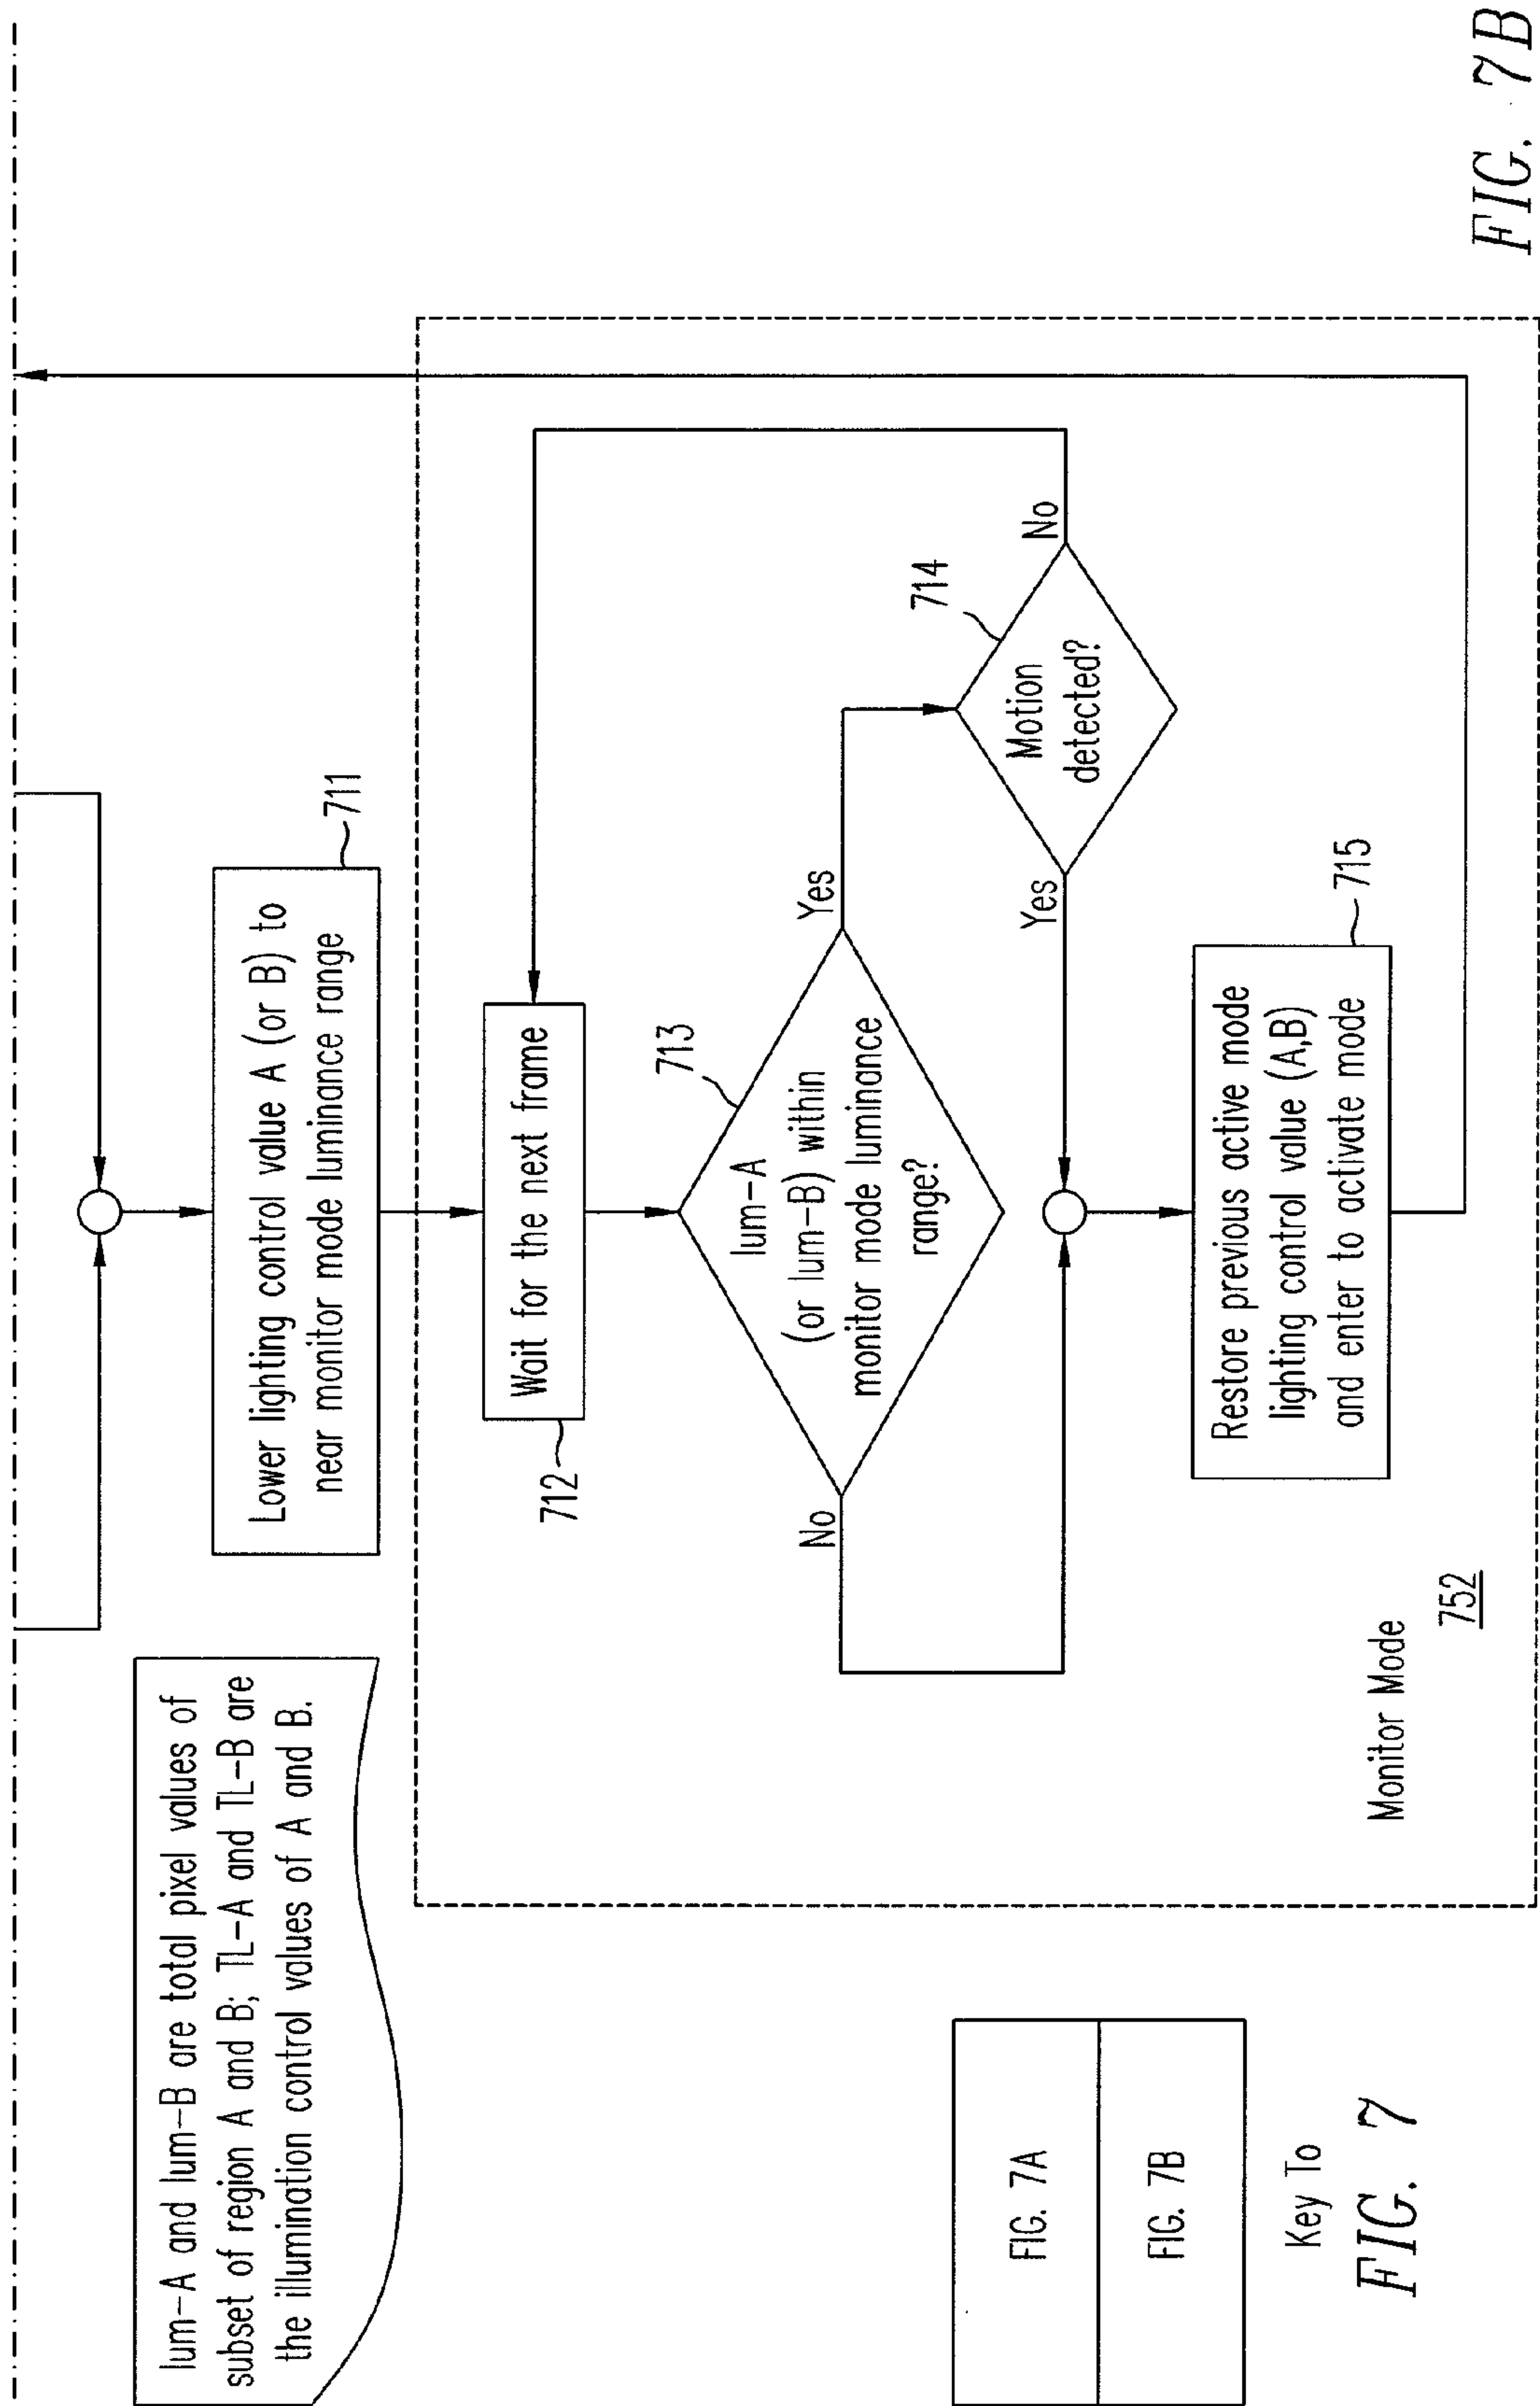 lum-A and lum-B are total pixel values of
subset of region A and B; TL-A and TL-B are
the illumination control values of A and B.
Lower lighting control value A (or B) to
near monitor mode luminance range
711
Wait for the next frame
712
lum-A
(or lum-B) within
monitor mode luminance
range?
713
Yes
No
Motion
detected?
714
No
Yes
Restore previous active mode
lighting control value (A,B)
and enter to activate mode
715
Monitor Mode
752
FIG. 7A
FIG. 7B
Key To
FIG. 7
FIG. 7B